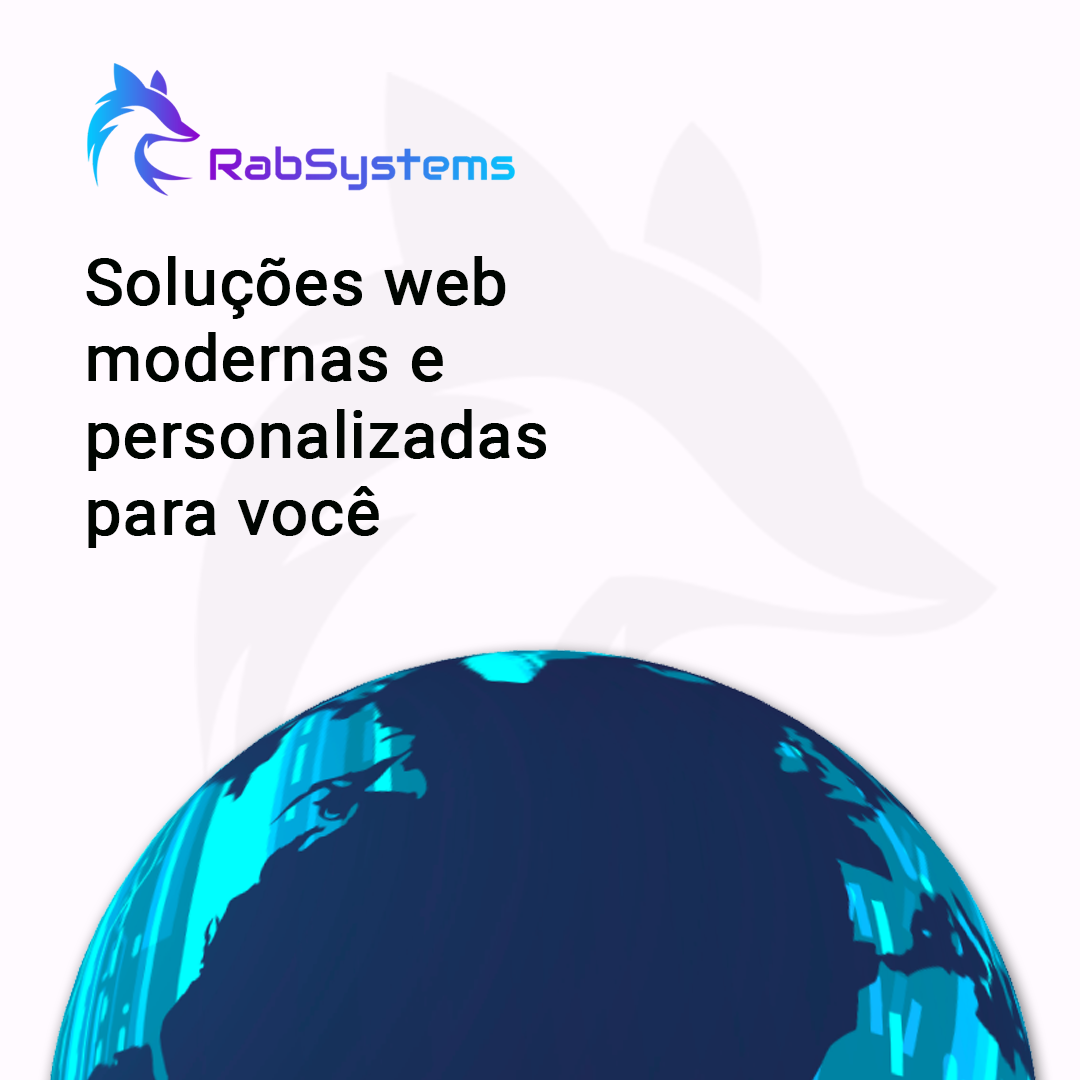 RabSystems
Soluções web
modernas e
personalizadas
para você